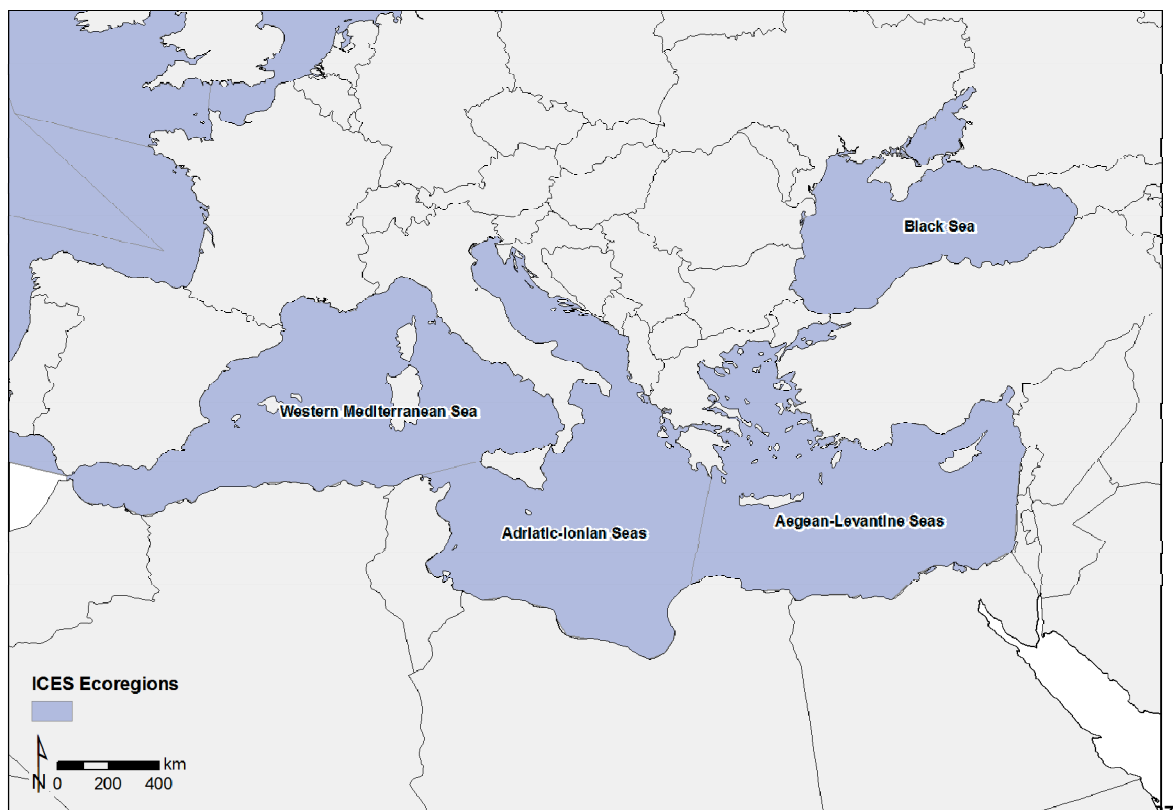 Black Sea
Western Mediterranean Sea
Aegean-Levantine Seas
Adriatic-Ionian Seas
ICES Ecoregions
km
N 0 200 400